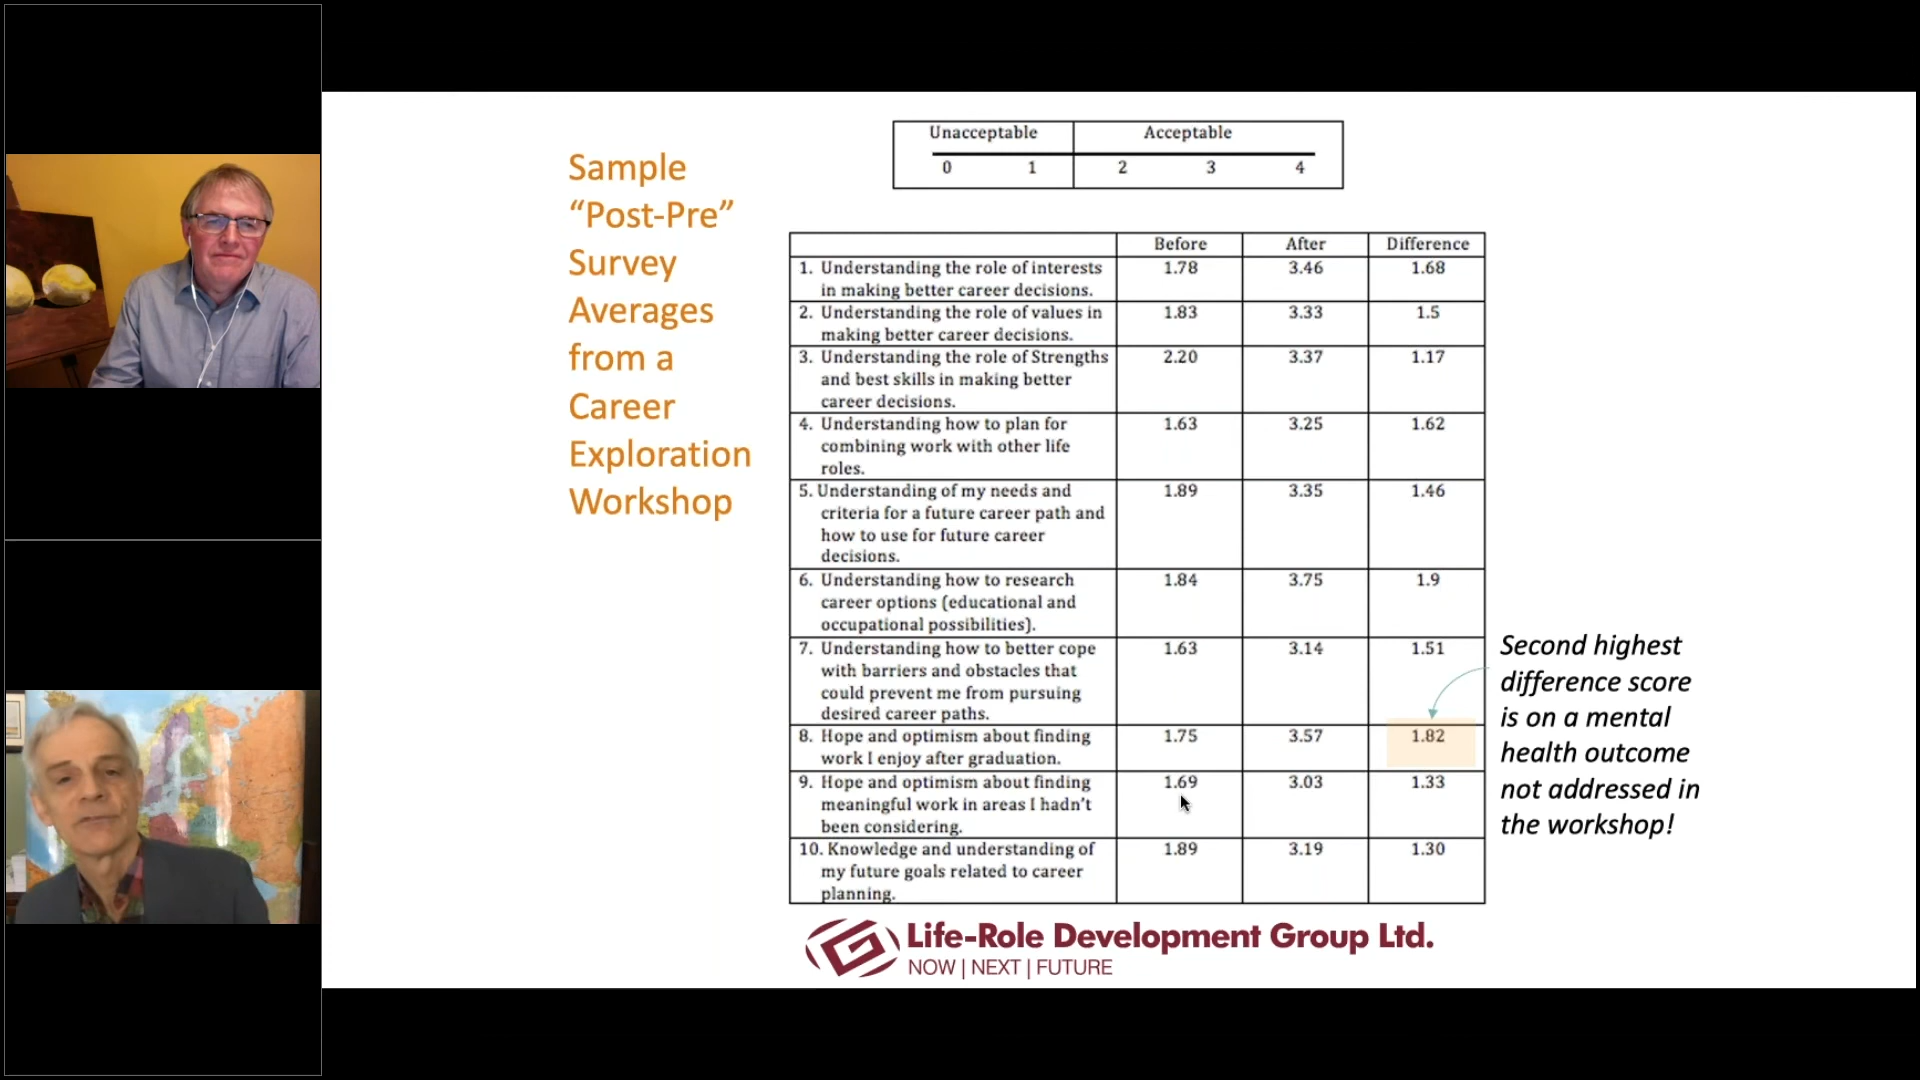 Sample
“Post-Pre”
Survey
Averages
from a
Career
Exploration
Workshop
Unacceptable Acceptable
0 1 2 3 4
Before After Difference
1. Understanding the role of interests 1.78 3.46 1.68
in making better career decisions.
2. Understanding the role of values in 1.83 3.33 1.5
making better career decisions.
3. Understanding the role of Strengths 2.20 3.37 1.17
and best skills in making better
career decisions.
4. Understanding how to plan for 1.63 3.25 1.62
combining work with other life
roles.
5. Understanding of my needs and 1.89 3.35 1.46
criteria for a future career path and
how to use for future career
decisions.
6. Understanding how to research 1.84 3.75 1.9
career options (educational and
occupational possibilities).
7. Understanding how to better cope 1.63 3.14 1.51
with barriers and obstacles that
could prevent me from pursuing
desired career paths.
8. Hope and optimism about finding 1.75 3.57 1.82
work I enjoy after graduation.
9. Hope and optimism about finding 1.69 3.03 1.33
meaningful work in areas I hadn't
been considering.
10. Knowledge and understanding of 1.89 3.19 1.30
my future goals related to career
planning.
Second highest
difference score
is on a mental
health outcome
not addressed in
the workshop!
Life-Role Development Group Ltd.
NOW | NEXT | FUTURE